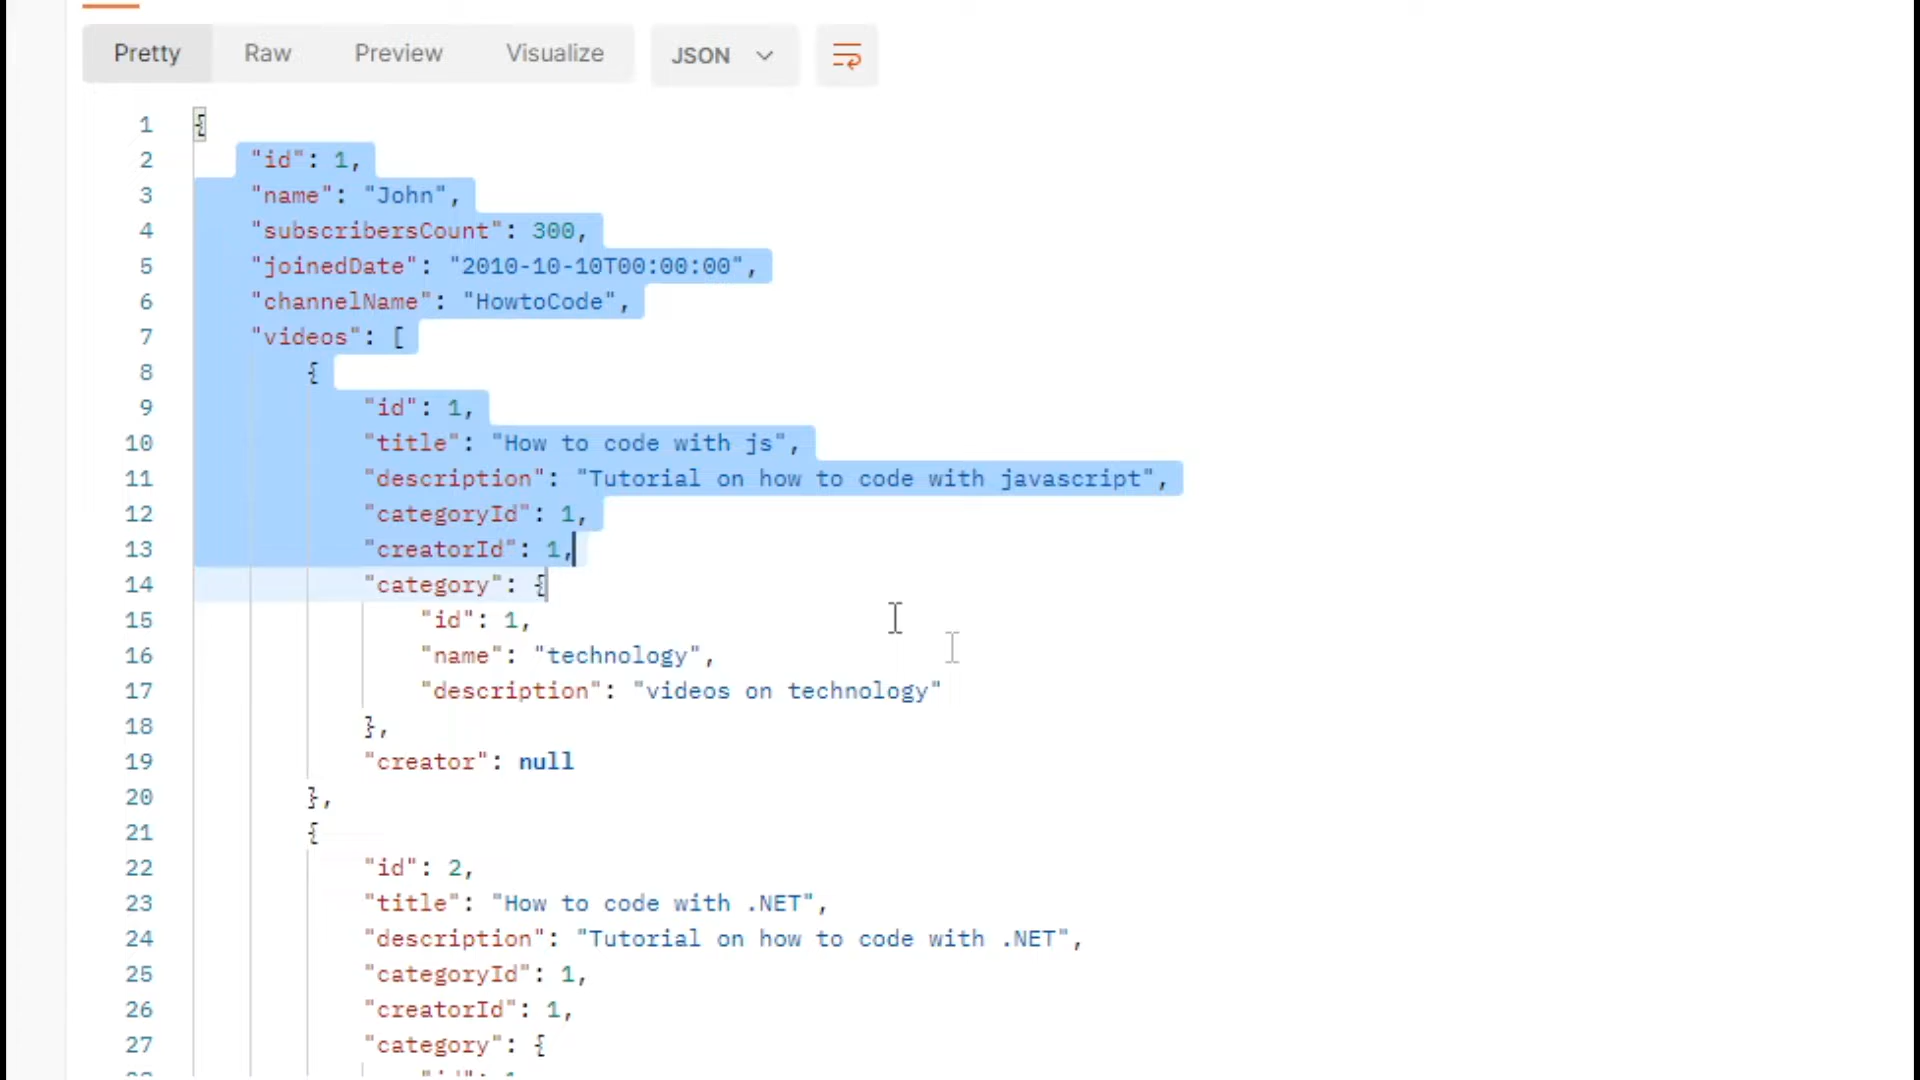 Pretty Raw Preview Visualize JSON
1 {
2 "id": 1,
3 "name": "John",
4 "subscribersCount": 300,
5 "joinedDate": "2010-10-10T00:00:00",
6 "channelName": "HowtoCode",
7 "videos": [
8 {
9 "id": 1,
10 "title": "How to code with js",
11 "description": "Tutorial on how to code with javascript",
12 "categoryId": 1,
13 "creatorId": 1,
14 "category": {
15 "id": 1,
16 "name": "technology",
17 "description": "videos on technology"
18 },
19 "creator": null
20 },
21 {
22 "id": 2,
23 "title": "How to code with .NET",
24 "description": "Tutorial on how to code with .NET",
25 "categoryId": 1,
26 "creatorId": 1,
27 "category": {